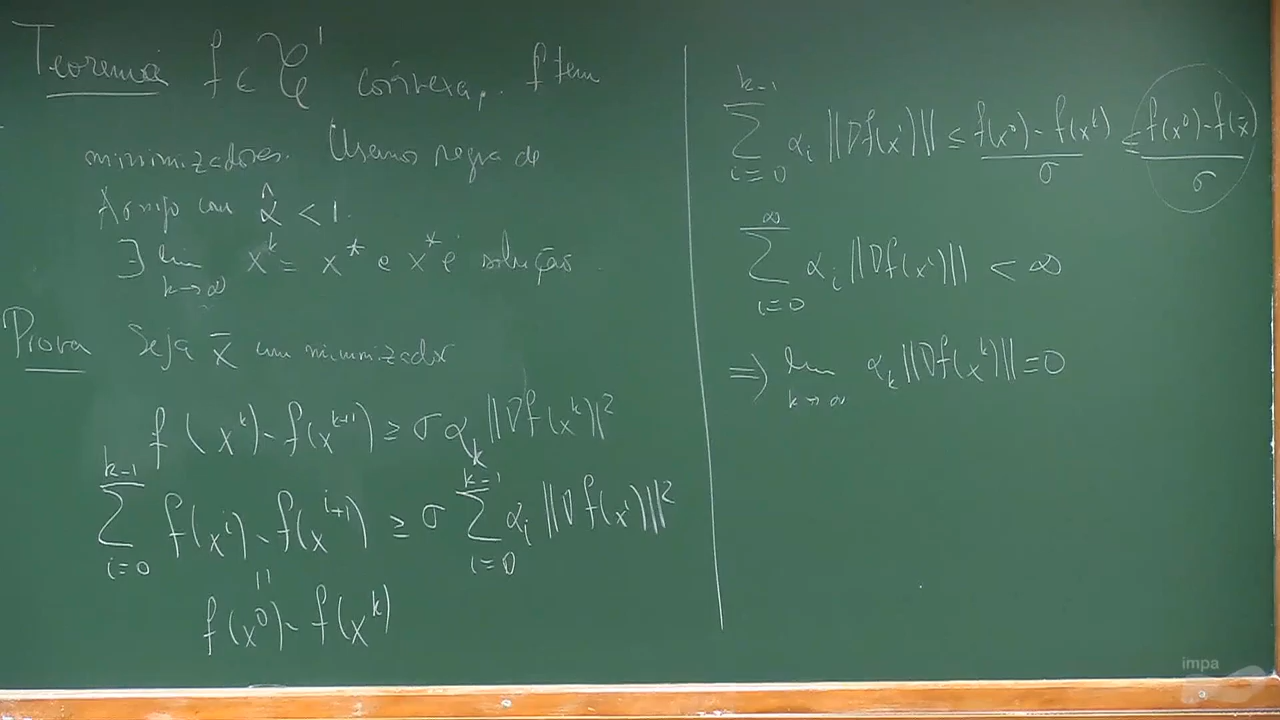 Teorema f ∈ 𝒞¹ convexa, f tem
minimizadores. Usamos regra de
Armijo com α̂ < 1.
∃ lim_{k→∞} x^k = x^* e x^* é solução
Prova Seja x̄ um minimizador
f(x^k) - f(x^{k+1}) ≥ σ α_k ||∇f(x^k)||²
∑_{i=0}^{k-1} f(x^i) - f(x^{i+1}) ≥ σ ∑_{i=0}^{k-1} α_i ||∇f(x^i)||²
||
f(x^0) - f(x^k)
∑_{i=0}^{k-1} α_i ||∇f(x^i)|| ≤ (f(x^0) - f(x^k))/σ ≤ (f(x^0) - f(x̄))/σ
∑_{i=0}^{∞} α_i ||∇f(x^i)|| < ∞
⇒ lim_{k→∞} α_k ||∇f(x^k)|| = 0
impa